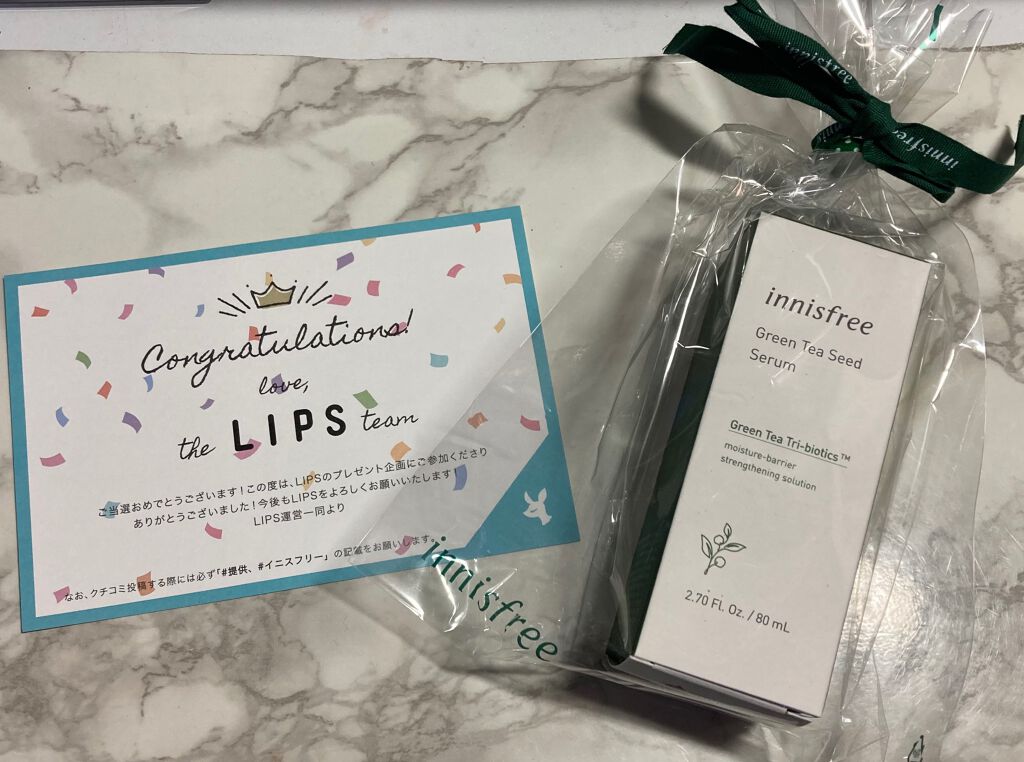 Congratulations!
love,
the LIPS team
ご当選おめでとうございます！この度は、LIPSのプレゼント企画にご参加くださり
ありがとうございました！今後もLIPSをよろしくお願いいたします！
LIPS運営一同より
なお、クチコミ投稿する際には必ず「#提供、#イニスフリー」の記載をお願いします。
innisfree
innisfree
innisfree
innisfree
Green Tea Seed
Serum
Green Tea Tri-biotics™
moisture-barrier
strengthening solution
2.70 Fl. Oz. / 80 mL